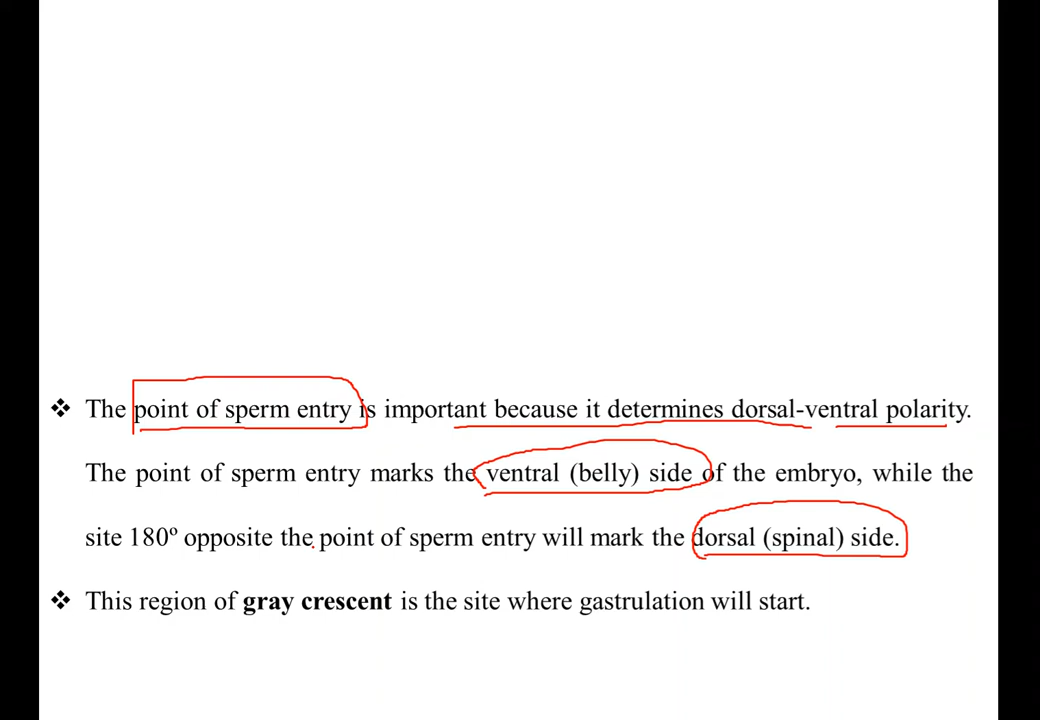 ❖ The point of sperm entry is important because it determines dorsal-ventral polarity.
The point of sperm entry marks the ventral (belly) side of the embryo, while the
site 180º opposite the point of sperm entry will mark the dorsal (spinal) side.
❖ This region of gray crescent is the site where gastrulation will start.